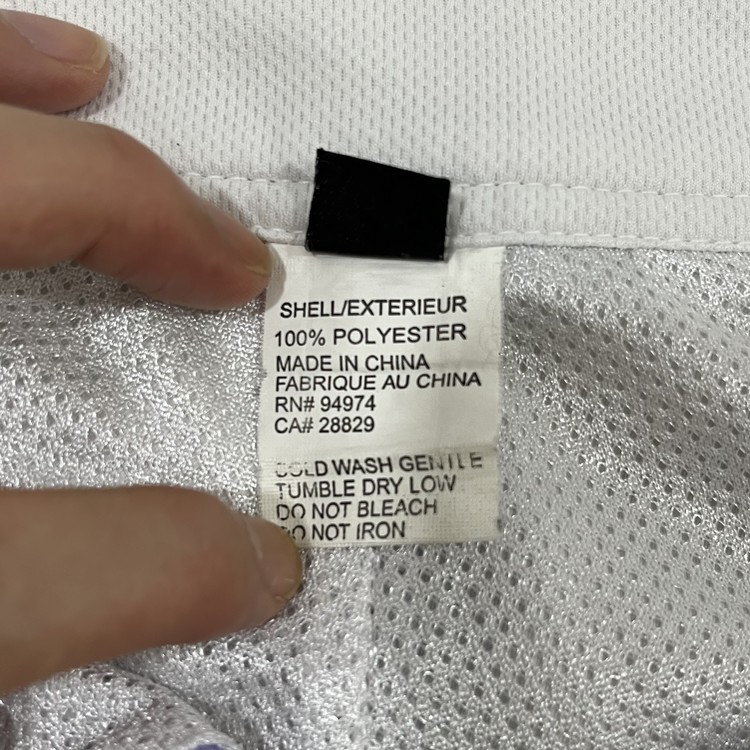 SHELL/EXTERIEUR
100% POLYESTER
MADE IN CHINA
FABRIQUE AU CHINA
RN# 94974
CA# 28829
COLD WASH GENTLE
TUMBLE DRY LOW
DO NOT BLEACH
DO NOT IRON